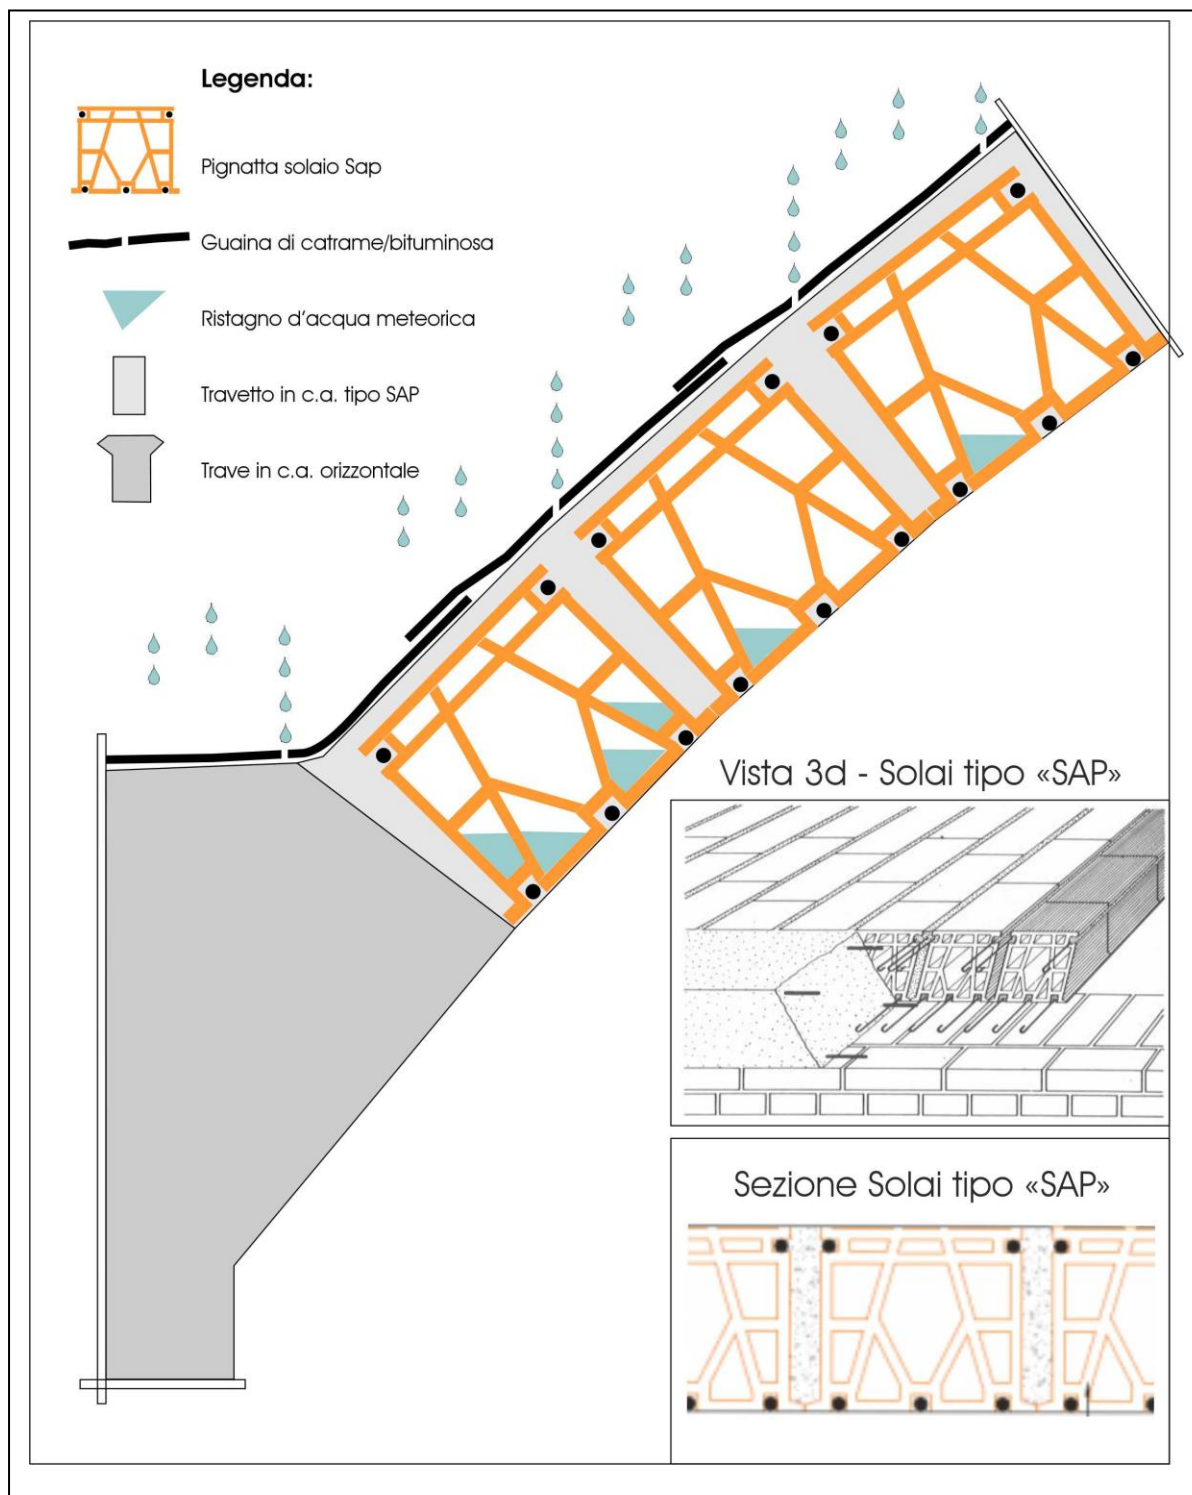 Legenda:
Pignatta solaio Sap
Guaina di catrame/bituminosa
Ristagno d'acqua meteorica
Travetto in c.a. tipo SAP
Trave in c.a. orizzontale
Vista 3d - Solai tipo «SAP»
Sezione Solai tipo «SAP»